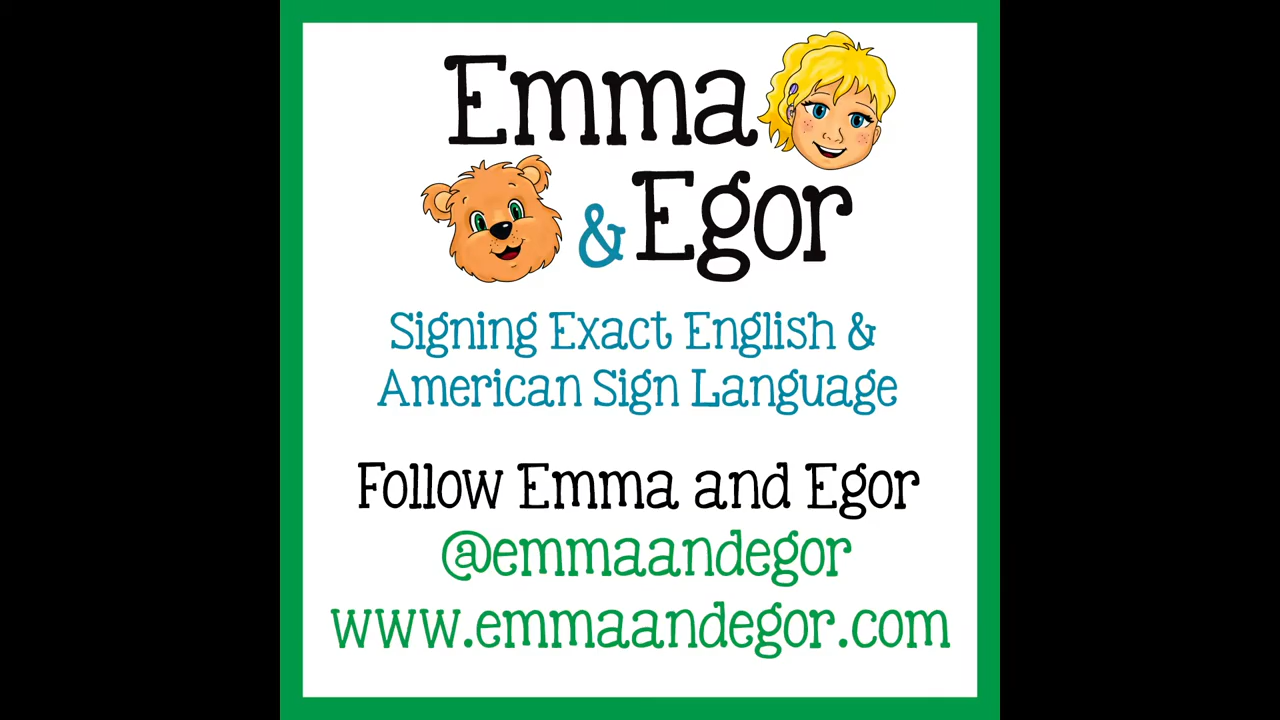 Emma
& Egor
Signing Exact English &
American Sign Language
Follow Emma and Egor
@emmaandegor
www.emmaandegor.com